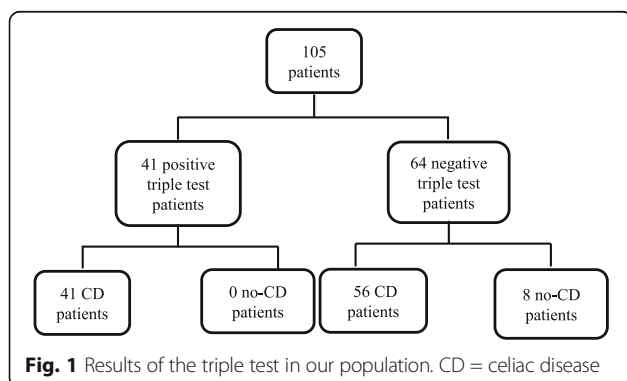 105
patients
41 positive
triple test
patients
64 negative
triple test
patients
41 CD
patients
0 no-CD
patients
56 CD
patients
8 no-CD
patients
Fig. 1 Results of the triple test in our population. CD = celiac disease